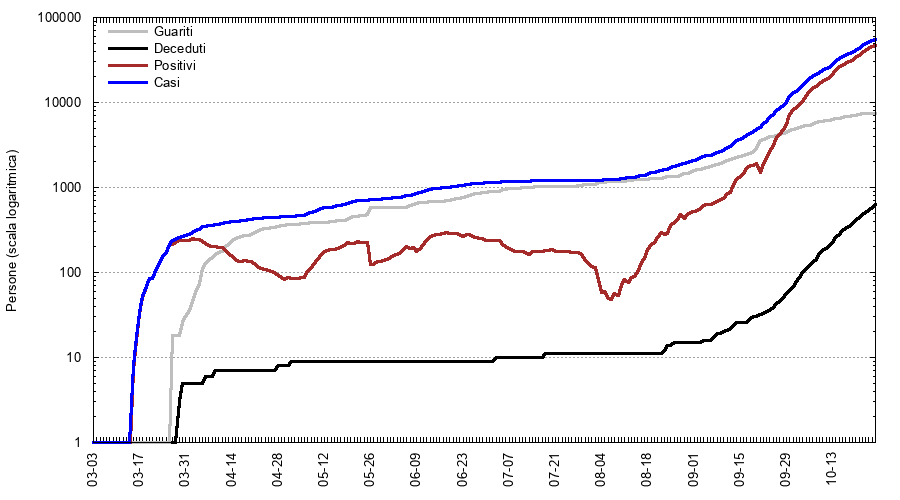 100000
10000
1000
100
10
1
Persone (scala logaritmica)
Guariti
Deceduti
Positivi
Casi
03-03 03-17 03-31 04-14 04-28 05-12 05-26 06-09 06-23 07-07 07-21 08-04 08-18 09-01 09-15 09-29 10-13